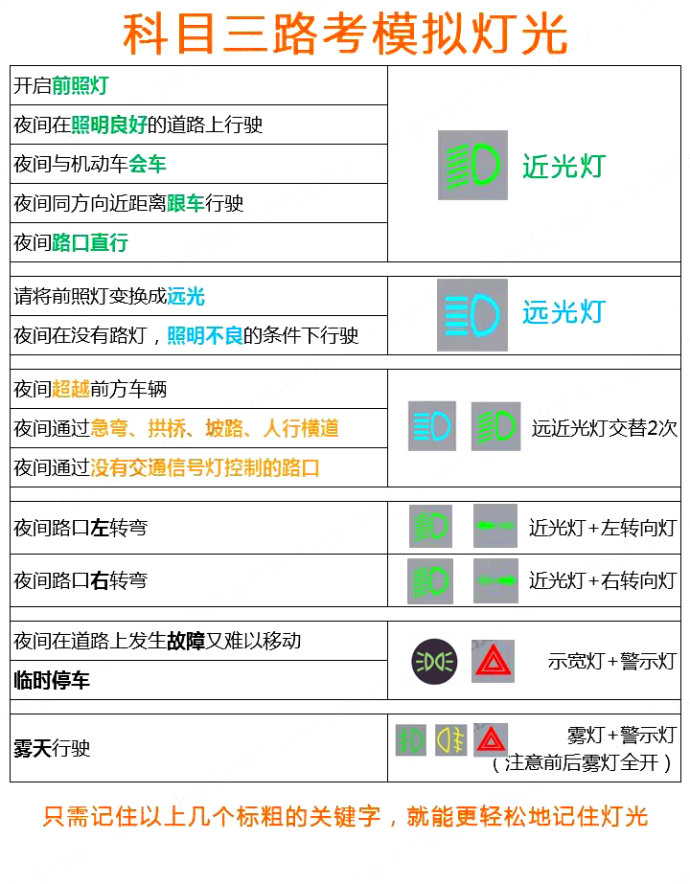 科目三路考模拟灯光
开启前照灯
夜间在照明良好的道路上行驶
夜间与机动车会车
夜间同方向近距离跟车行驶
夜间路口直行
近光灯
请将前照灯变换成远光
夜间在没有路灯，照明不良的条件下行驶
远光灯
夜间超越前方车辆
夜间通过急弯、拱桥、坡路、人行横道
夜间通过没有交通信号灯控制的路口
远近光灯交替2次
夜间路口左转弯
近光灯+左转向灯
夜间路口右转弯
近光灯+右转向灯
夜间在道路上发生故障又难以移动
临时停车
示宽灯+警示灯
雾天行驶
雾灯+警示灯
（注意前后雾灯全开）
只需记住以上几个标粗的关键字，就能更轻松地记住灯光